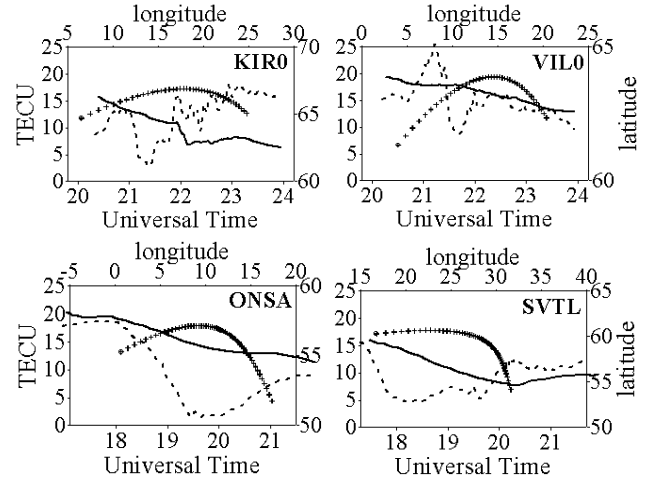 longitude
longitude
5 10 15 20 25 30
5 10 15 20 25
KIR0
VIL0
25
20
15
10
5
0
TECU
70
65
60
25
20
15
10
5
0
65
60
latitude
20 21 22 23 24
20 21 22 23 24
Universal Time
Universal Time
longitude
longitude
-5 0 5 10 15 20
15 20 25 30 35 40
ONSA
SVTL
25
20
15
10
5
0
TECU
60
55
50
25
20
15
10
5
0
65
60
55
50
latitude
18 19 20 21
18 19 20 21
Universal Time
Universal Time